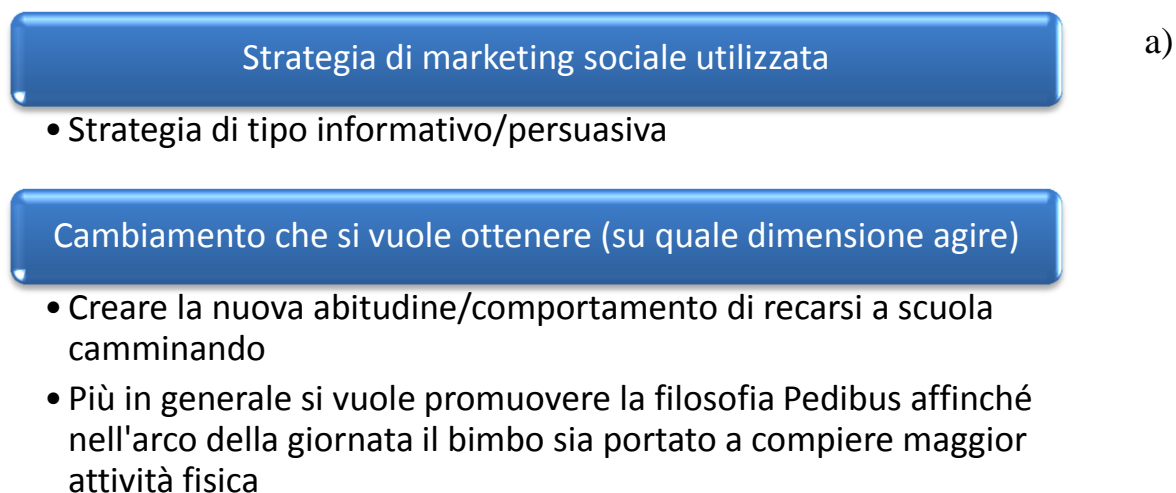 Strategia di marketing sociale utilizzata
a)
• Strategia di tipo informativo/persuasiva
Cambiamento che si vuole ottenere (su quale dimensione agire)
• Creare la nuova abitudine/comportamento di recarsi a scuola
camminando
• Più in generale si vuole promuovere la filosofia Pedibus affinché
nell'arco della giornata il bimbo sia portato a compiere maggior
attività fisica